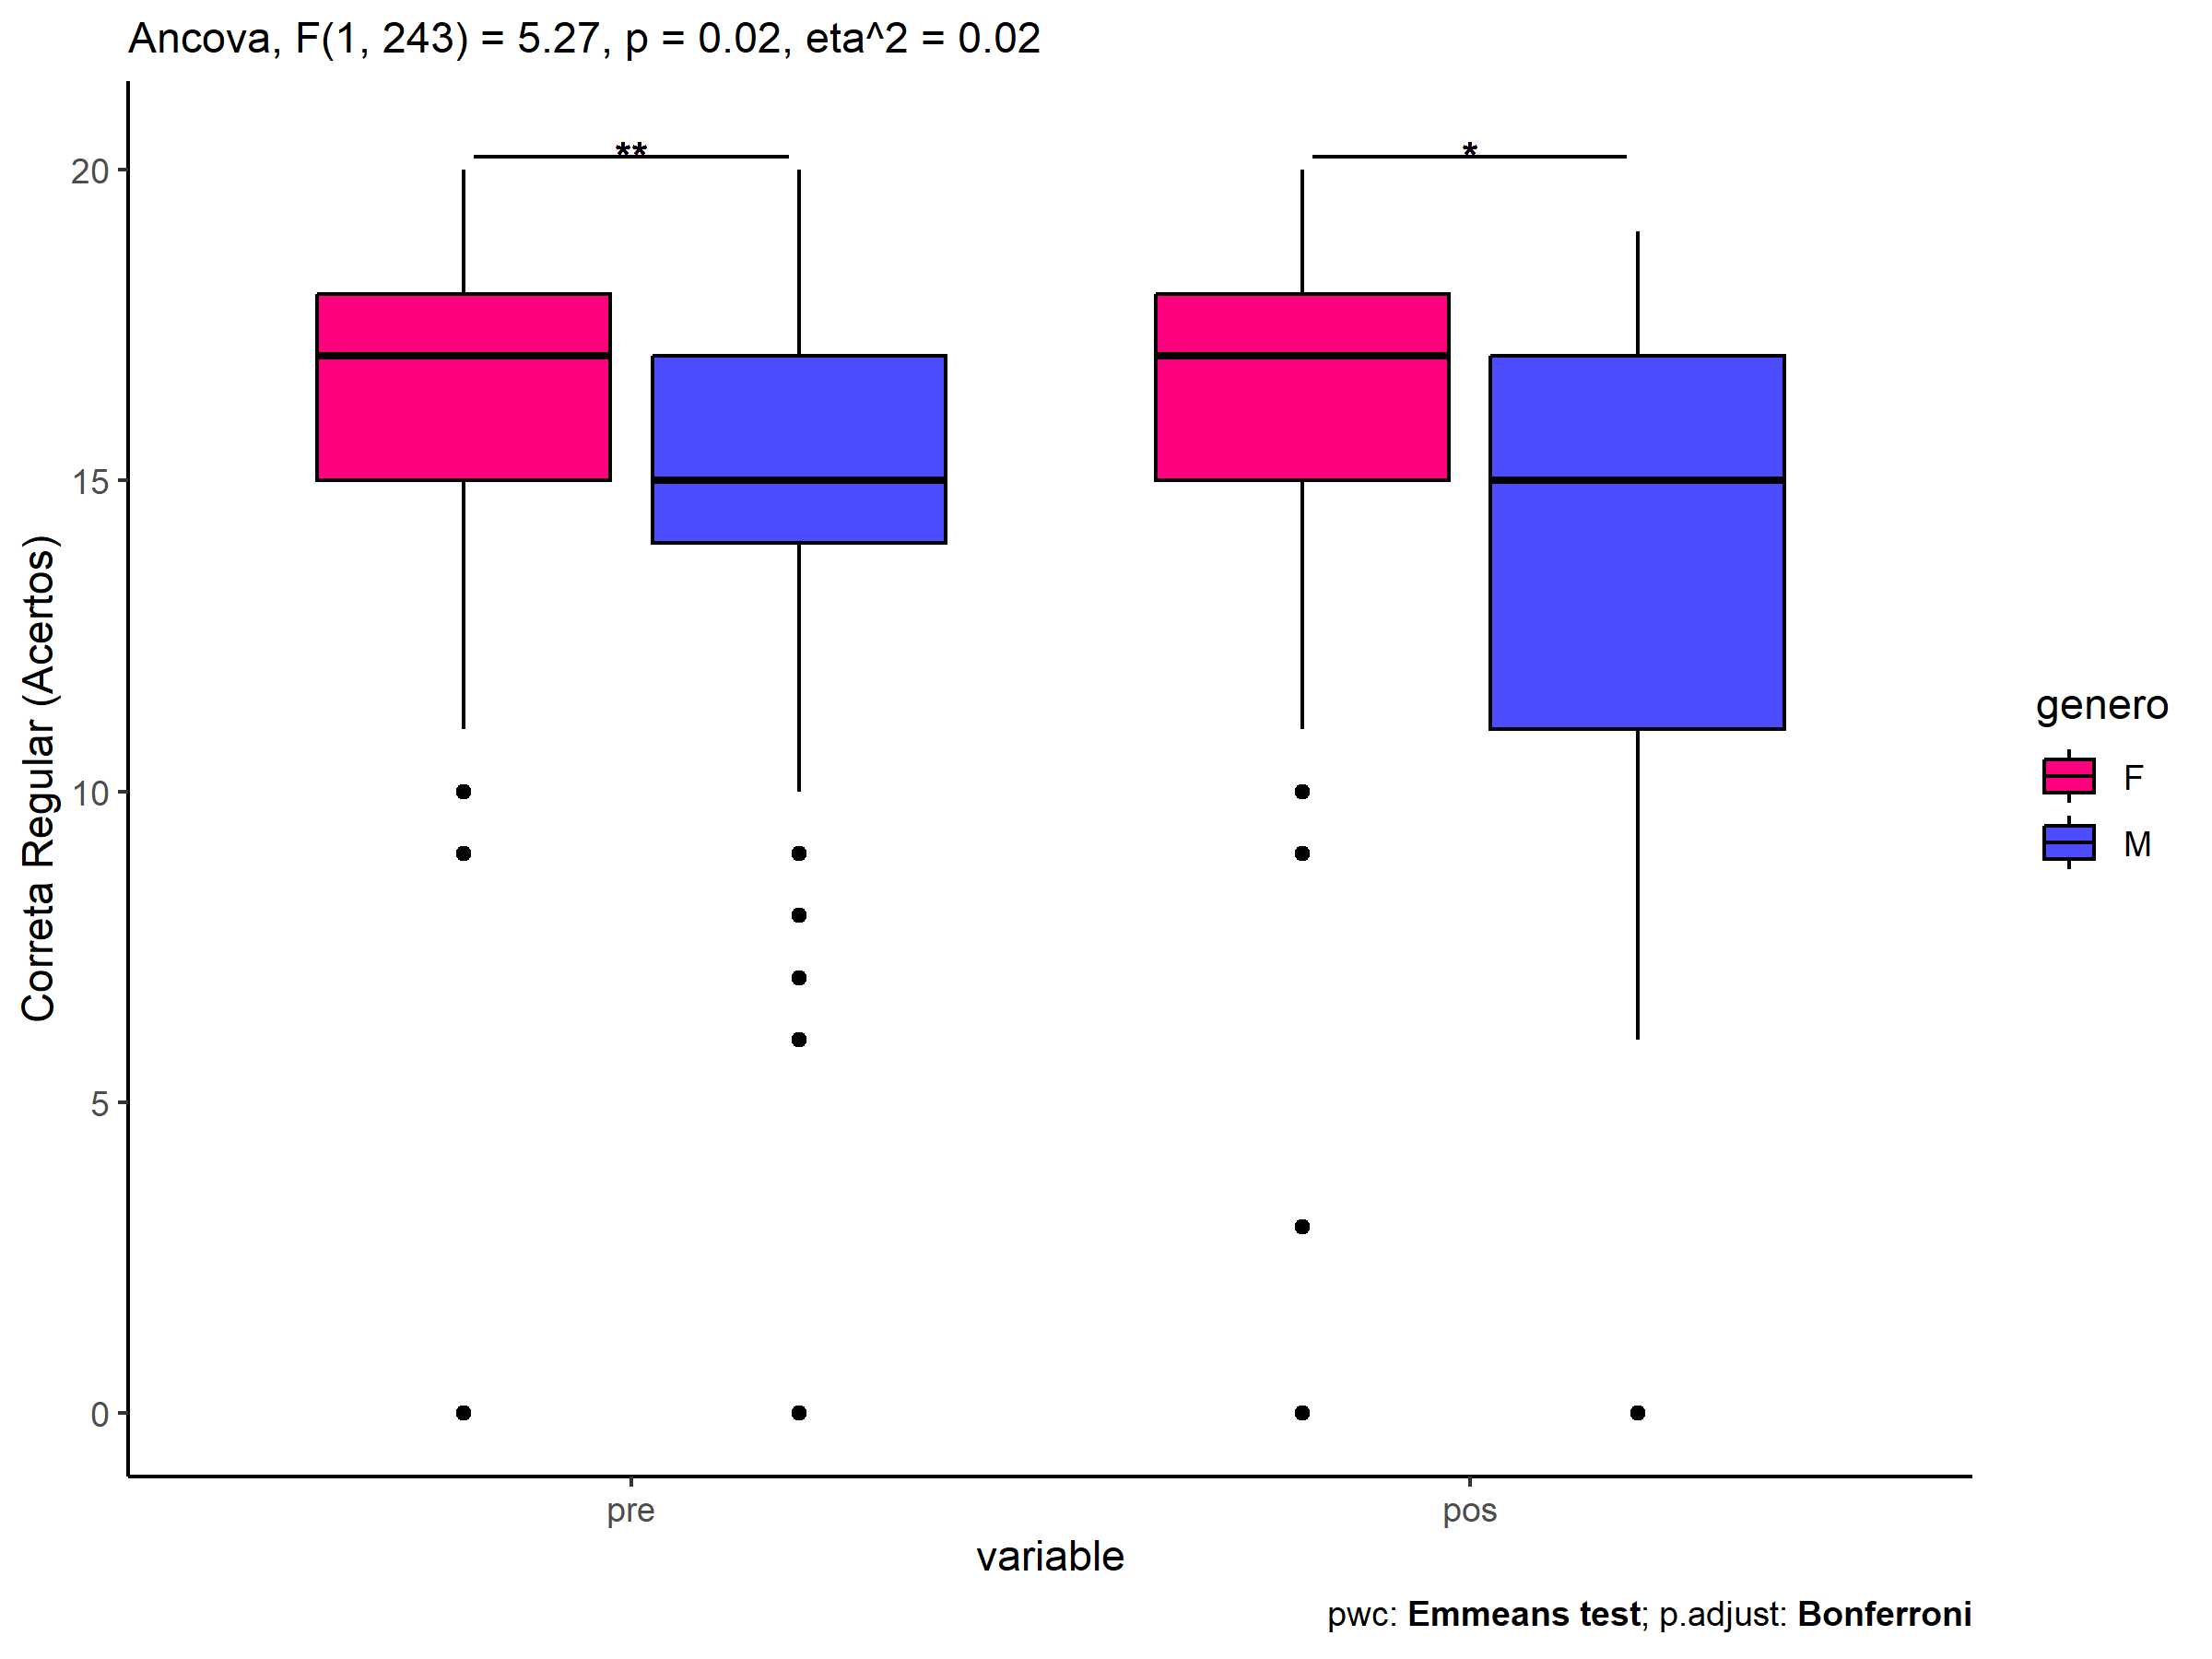 Ancova, F(1, 243) = 5.27, p = 0.02, eta^2 = 0.02
**
*
20
15
10
5
0
Correta Regular (Acertos)
genero
F
M
pre
pos
variable
pwc: Emmeans test; p.adjust: Bonferroni